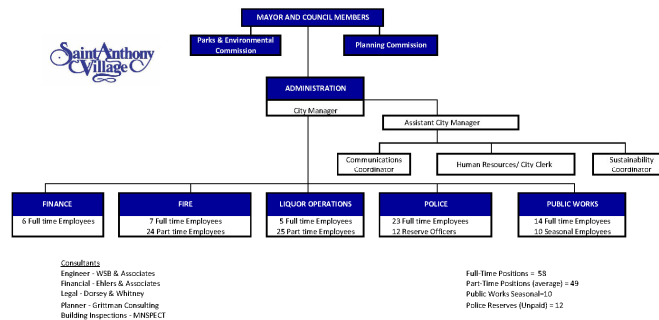 MAYOR AND COUNCIL MEMBERS
Parks & Environmental
Commission
Planning Commission
Saint Anthony
Village
ADMINISTRATION
City Manager
Assistant City Manager
Communications
Coordinator
Human Resources/ City Clerk
Sustainability
Coordinator
FINANCE
6 Full time Employees
FIRE
7 Full time Employees
24 Part time Employees
LIQUOR OPERATIONS
5 Full time Employees
25 Part time Employees
POLICE
23 Full time Employees
12 Reserve Officers
PUBLIC WORKS
14 Full time Employees
10 Seasonal Employees
Consultants
Engineer - WSB & Associates
Financial - Ehlers & Associates
Legal - Dorsey & Whitney
Planner - Grittman Consulting
Building Inspections - MNSPECT
Full-Time Positions = 58
Part-Time Positions (average) = 49
Public Works Seasonal=10
Police Reserves (Unpaid) = 12